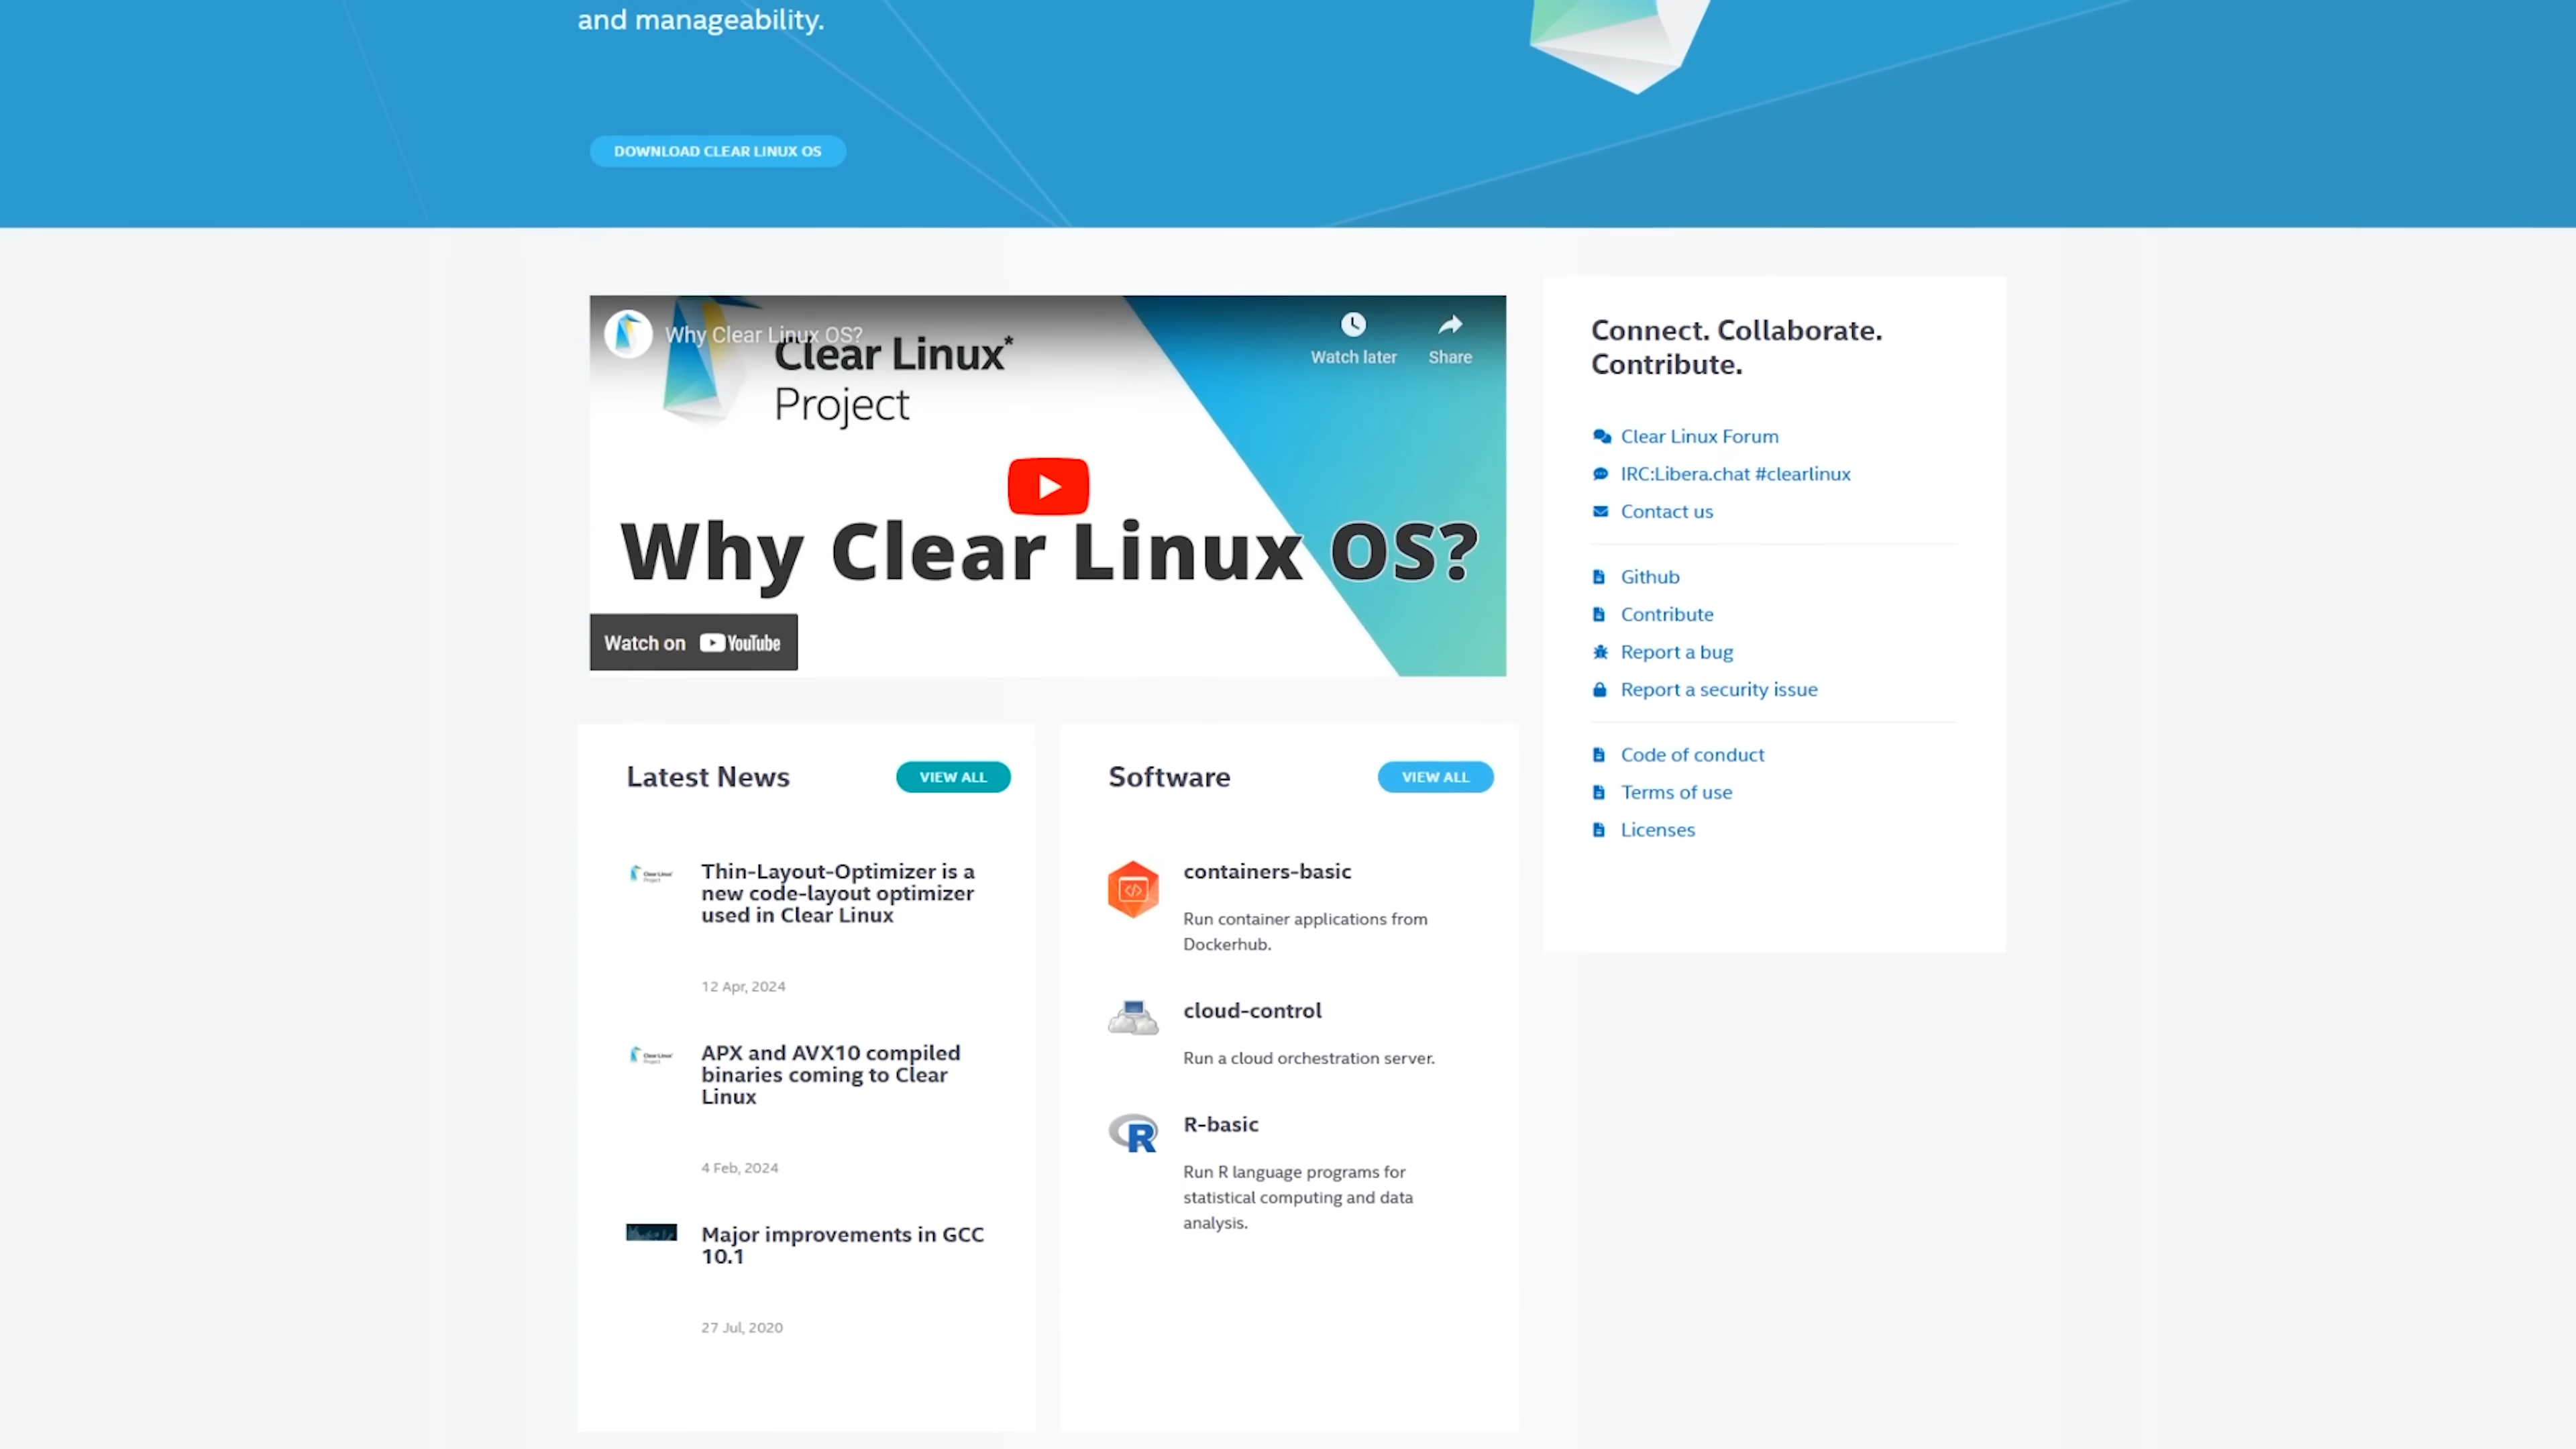 and manageability.
DOWNLOAD CLEAR LINUX OS
Why Clear Linux OS?
Clear Linux*
Project
Watch later
Share
Why Clear Linux OS?
Watch on YouTube
Connect. Collaborate.
Contribute.
Clear Linux Forum
IRC:Libera.chat #clearlinux
Contact us
Github
Contribute
Report a bug
Report a security issue
Code of conduct
Terms of use
Licenses
Latest News
VIEW ALL
Clear Linux*
Project
Thin-Layout-Optimizer is a
new code-layout optimizer
used in Clear Linux
12 Apr, 2024
Clear Linux*
Project
APX and AVX10 compiled
binaries coming to Clear
Linux
4 Feb, 2024
Major improvements in GCC
10.1
27 Jul, 2020
Software
VIEW ALL
containers-basic
Run container applications from
Dockerhub.
cloud-control
Run a cloud orchestration server.
R
R-basic
Run R language programs for
statistical computing and data
analysis.